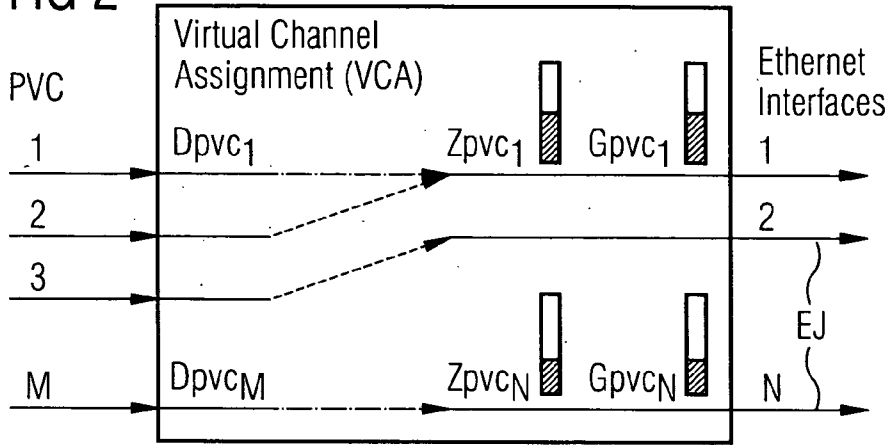 FIG 2
Virtual Channel
Assignment (VCA)
PVC
Ethernet
Interfaces
1
Dpvc1
Zpvc1
Gpvc1
1
2
2
3
EJ
M
DpvcM
ZpvcN
GpvcN
N